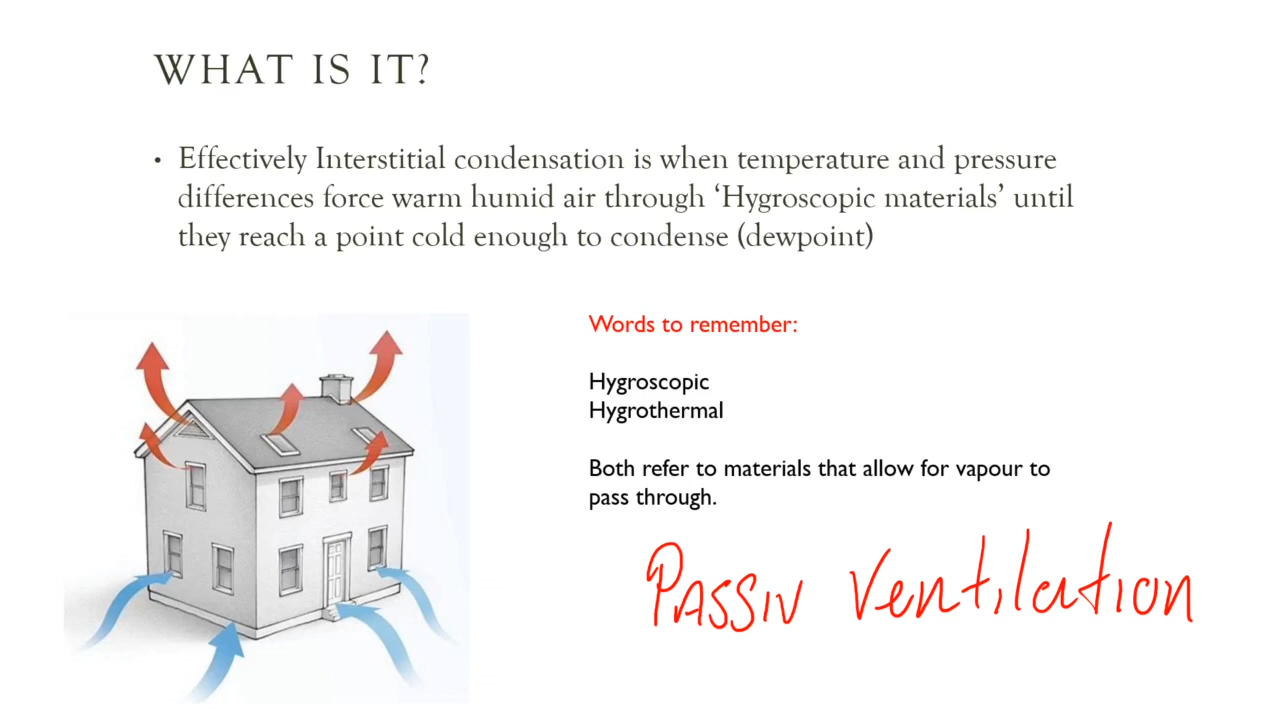 WHAT IS IT?
• Effectively Interstitial condensation is when temperature and pressure
differences force warm humid air through ‘Hygroscopic materials’ until
they reach a point cold enough to condense (dewpoint)
Words to remember:
Hygroscopic
Hygrothermal
Both refer to materials that allow for vapour to
pass through.
PASSIV Ventilation